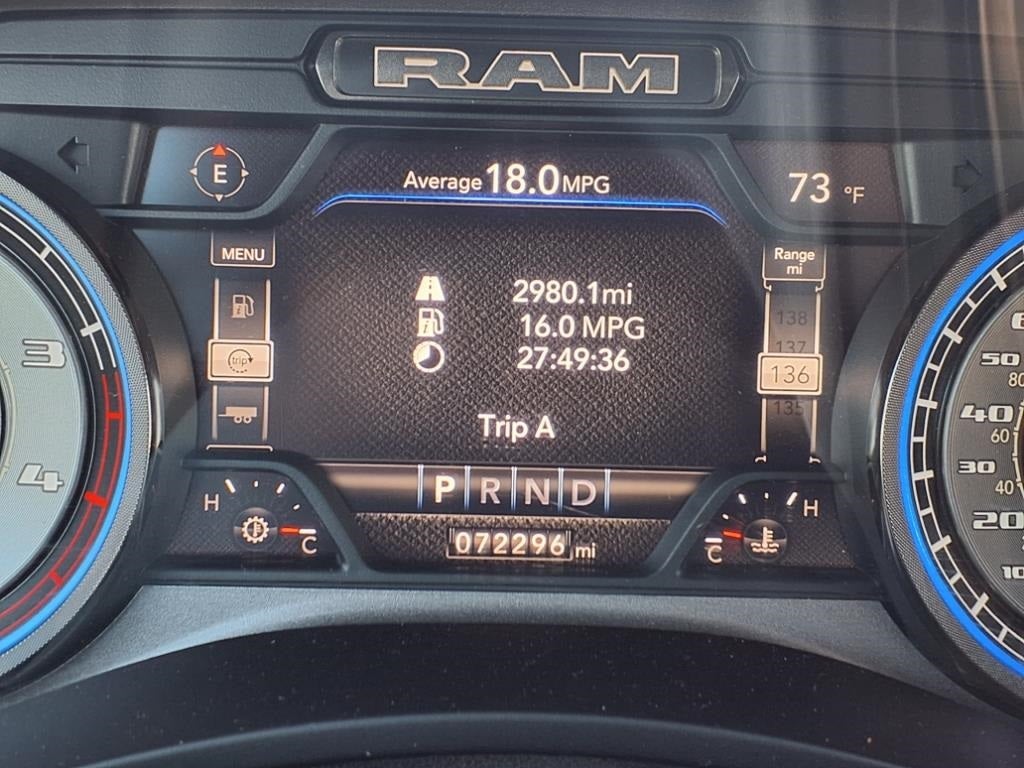 RAM
E
Average 18.0 MPG
73 °F
MENU
Range
mi
2980.1mi
16.0 MPG
27:49:36
138
137
136
135
trip
Trip A
P R N D
H
C
072296 mi
H
C
3
4
50
40
30
20
10
80
60
40